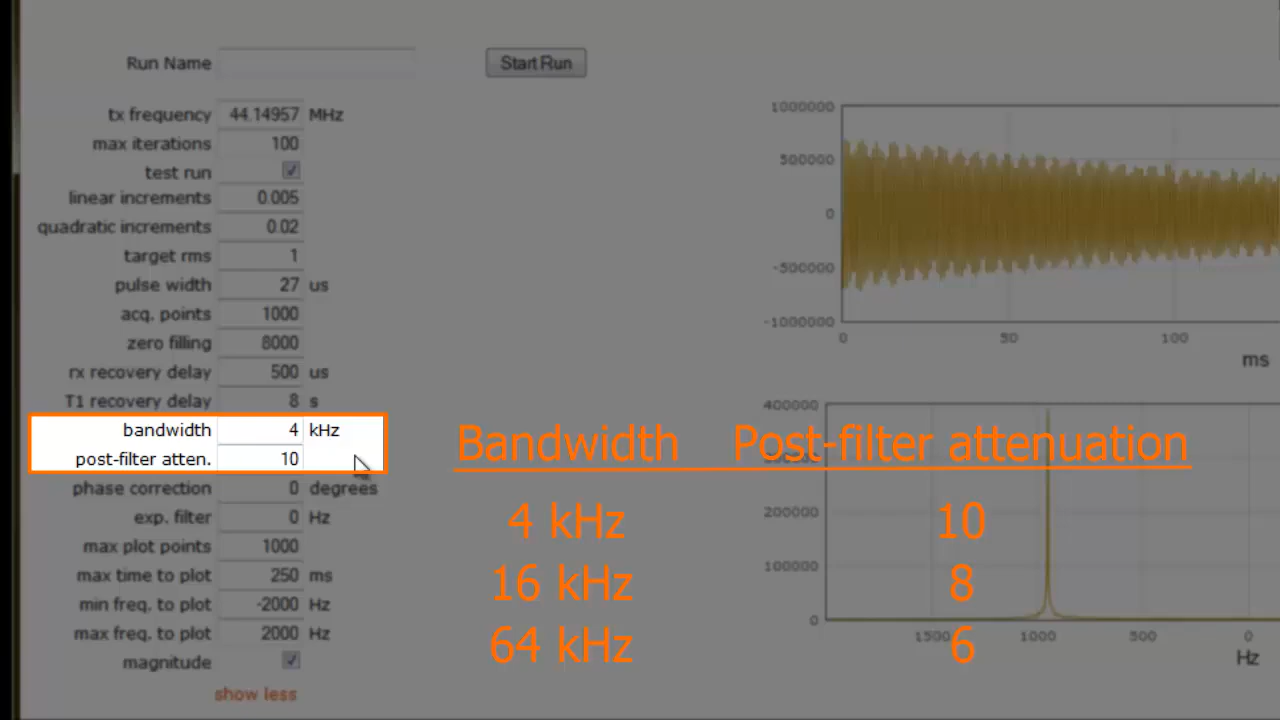 Run Name Start Run
tx frequency 44.14957 MHz
max iterations 100
test run
linear increments 0.005
quadratic increments 0.02
target rms 1
pulse width 27 us
acq. points 1000
zero filling 8000
rx recovery delay 500 us
T1 recovery delay 8 s
bandwidth 4 kHz
post-filter atten. 10
phase correction 0 degrees
exp. filter 0 Hz
max plot points 1000
max time to plot 250 ms
min freq. to plot -2000 Hz
max freq. to plot 2000 Hz
magnitude
show less
1000000
500000
0
-500000
-1000000
0 50 100
ms
Bandwidth Post-filter attenuation
4 kHz 10
16 kHz 8
64 kHz 6
400000
300000
200000
100000
0
1500 1000 500 0
Hz